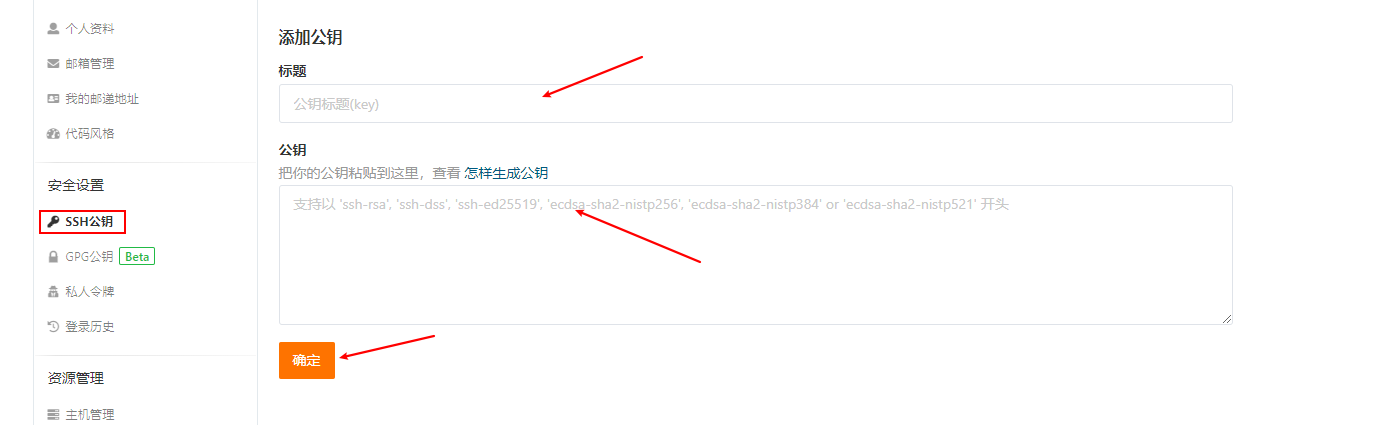 个人资料
邮箱管理
我的邮递地址
代码风格
安全设置
SSH公钥
GPG公钥 Beta
私人令牌
登录历史
资源管理
主机管理
添加公钥
标题
公钥标题(key)
公钥
把你的公钥粘贴到这里，查看 怎样生成公钥
支持以 'ssh-rsa', 'ssh-dss', 'ssh-ed25519', 'ecdsa-sha2-nistp256', 'ecdsa-sha2-nistp384' or 'ecdsa-sha2-nistp521' 开头
确定